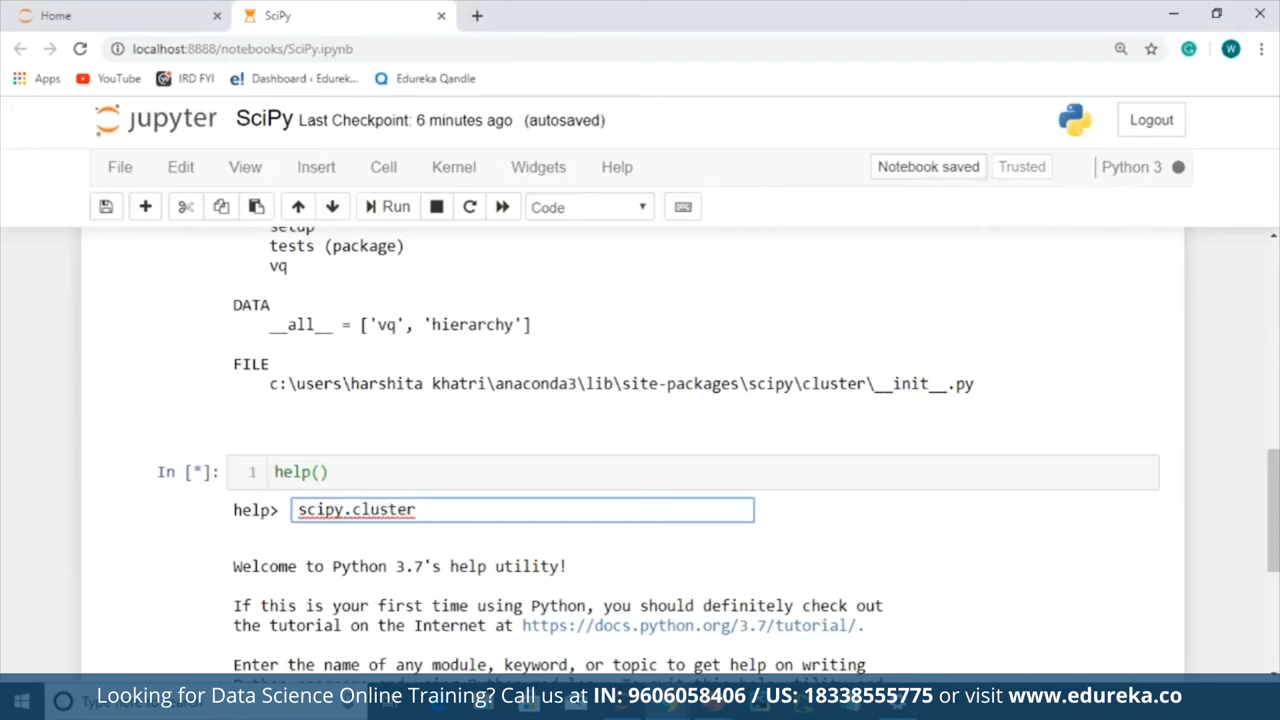 Home
SciPy
localhost:8888/notebooks/SciPy.ipynb
W
Apps YouTube IRD FYI Dashboard ‹ Edurek... Edureka Qandle
jupyter SciPy Last Checkpoint: 6 minutes ago (autosaved) Logout
File Edit View Insert Cell Kernel Widgets Help Notebook saved Trusted Python 3
Run Code
setup
tests (package)
vq
DATA
__all__ = ['vq', 'hierarchy']
FILE
c:\users\harshita khatri\anaconda3\lib\site-packages\scipy\cluster\__init__.py
In [*]: 1 help()
help> scipy.cluster
Welcome to Python 3.7's help utility!
If this is your first time using Python, you should definitely check out
the tutorial on the Internet at https://docs.python.org/3.7/tutorial/.
Enter the name of any module, keyword, or topic to get help on writing
Looking for Data Science Online Training? Call us at IN: 9606058406 / US: 18338555775 or visit www.edureka.co